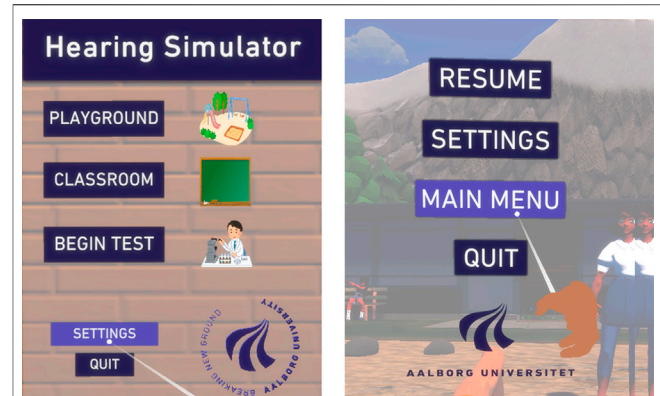 Hearing Simulator
PLAYGROUND
CLASSROOM
BEGIN TEST
SETTINGS
QUIT
BREAKING NEW GROUND
AALBORG UNIVERSITY
RESUME
SETTINGS
MAIN MENU
QUIT
AALBORG UNIVERSITET